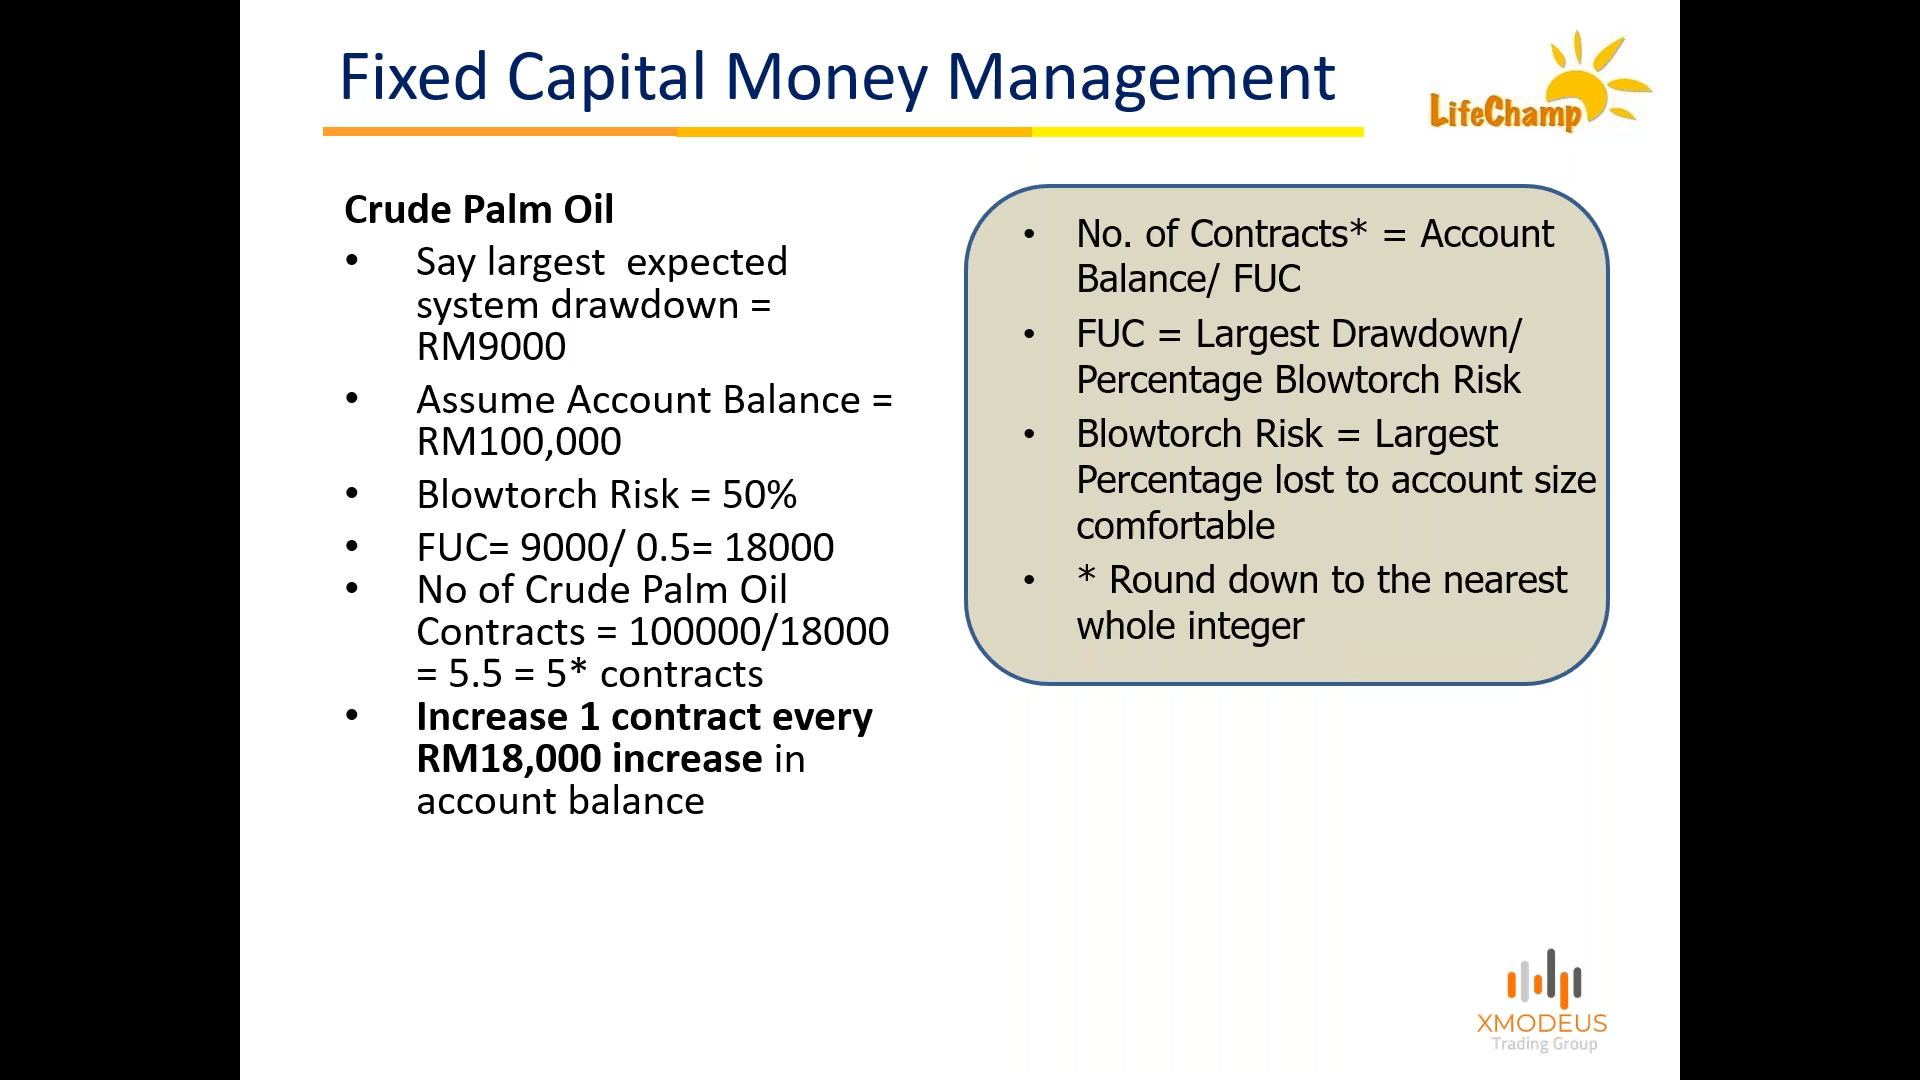 Fixed Capital Money Management
LifeChamp
Crude Palm Oil
• Say largest expected
system drawdown =
RM9000
• Assume Account Balance =
RM100,000
• Blowtorch Risk = 50%
• FUC= 9000/ 0.5= 18000
• No of Crude Palm Oil
Contracts = 100000/18000
= 5.5 = 5* contracts
• Increase 1 contract every
RM18,000 increase in
account balance
• No. of Contracts* = Account
Balance/ FUC
• FUC = Largest Drawdown/
Percentage Blowtorch Risk
• Blowtorch Risk = Largest
Percentage lost to account size
comfortable
• * Round down to the nearest
whole integer
XMODEUS
Trading Group